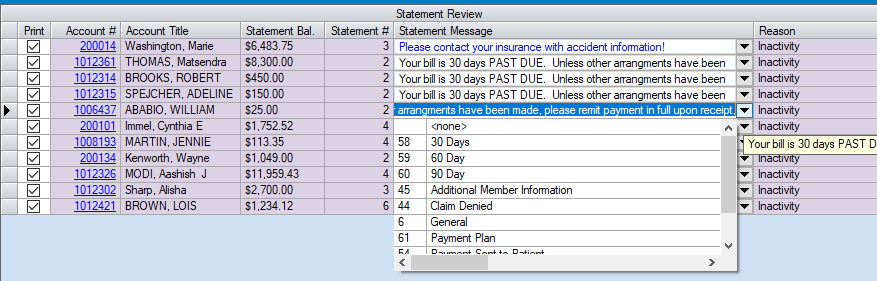 Statement Review
Print Account # Account Title Statement Bal. Statement # Statement Message Reason
200014 Washington, Marie $6,483.75 3 Please contact your insurance with accident information! Inactivity
1012361 THOMAS, Matsendra $8,300.00 2 Your bill is 30 days PAST DUE. Unless other arrangments have been Inactivity
1012314 BROOKS, ROBERT $450.00 2 Your bill is 30 days PAST DUE. Unless other arrangments have been Inactivity
1012315 SPEJCHER, ADELINE $150.00 2 Your bill is 30 days PAST DUE. Unless other arrangments have been Inactivity
1006437 ABABIO, WILLIAM $25.00 2 arrangments have been made, please remit payment in full upon receipt. Inactivity
200101 Immel, Cynthia E $1,752.52 4 <none> Inactivity
1008193 MARTIN, JENNIE $113.35 4 58 30 Days Your bill is 30 days PAST D
200134 Kenworth, Wayne $1,049.00 2 59 60 Day Inactivity
1012326 MODI, Aashish J $11,959.43 4 60 90 Day Inactivity
1012302 Sharp, Alisha $2,700.00 3 45 Additional Member Information Inactivity
1012421 BROWN, LOIS $1,234.12 6 44 Claim Denied Inactivity
6 General
61 Payment Plan
54 Payment Sent to Patient